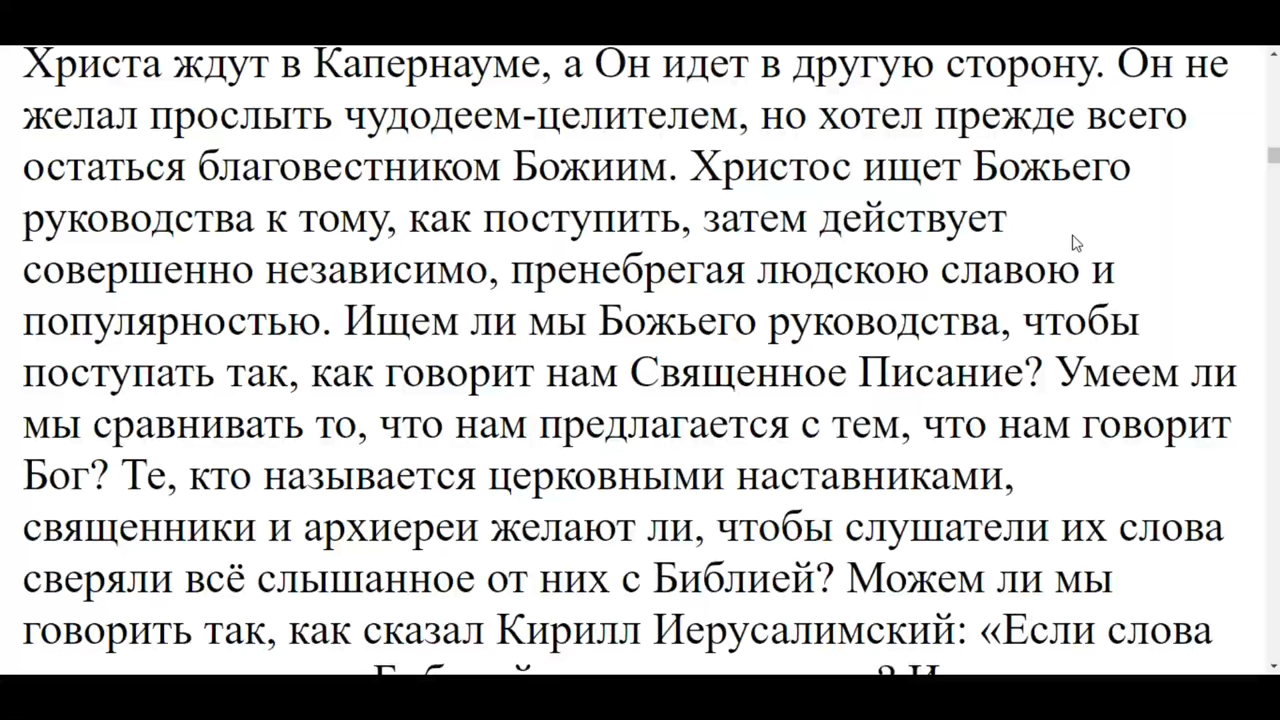 Христа ждут в Капернауме, а Он идет в другую сторону. Он не
желал прослыть чудодеем-целителем, но хотел прежде всего
остаться благовестником Божиим. Христос ищет Божьего
руководства к тому, как поступить, затем действует
совершенно независимо, пренебрегая людскою славою и
популярностью. Ищем ли мы Божьего руководства, чтобы
поступать так, как говорит нам Священное Писание? Умеем ли
мы сравнивать то, что нам предлагается с тем, что нам говорит
Бог? Те, кто называется церковными наставниками,
священники и архиереи желают ли, чтобы слушатели их слова
сверяли всё слышанное от них с Библией? Можем ли мы
говорить так, как сказал Кирилл Иерусалимский: «Если слова